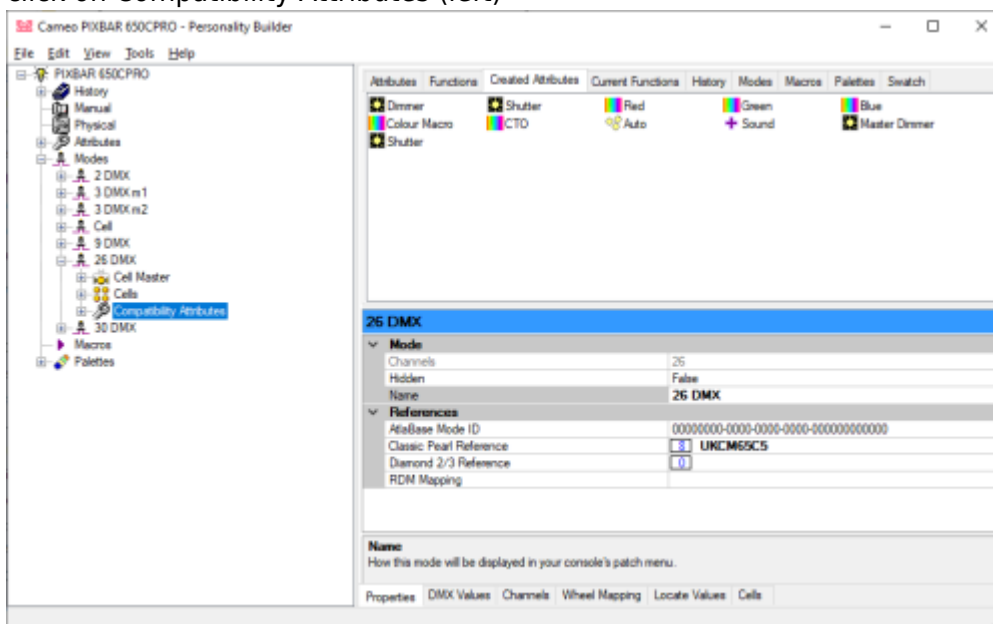 click on Compatibility Attributes (left)
Cameo PIXBAR 650CPRO - Personality Builder
File Edit View Tools Help
PIXBAR 650CPRO
History
Manual
Physical
Attributes
Modes
2 DMX
3 DMX m1
3 DMX m2
Cell
9 DMX
26 DMX
Cell Master
Cells
Compatibility Attributes
30 DMX
Macros
Palettes
Attributes Functions Created Attributes Current Functions History Modes Macros Palettes Swatch
Dimmer Shutter Red Green Blue
Colour Macro CTO Auto Sound Master Dimmer
Shutter
26 DMX
Mode
Channels 26
Hidden False
Name 26 DMX
References
AtlaBase Mode ID 00000000-0000-0000-0000-000000000000
Classic Pearl Reference 8 UKCM65C5
Diamond 2/3 Reference 0
RDM Mapping
Name
How this mode will be displayed in your console's patch menu.
Properties DMX Values Channels Wheel Mapping Locate Values Cells